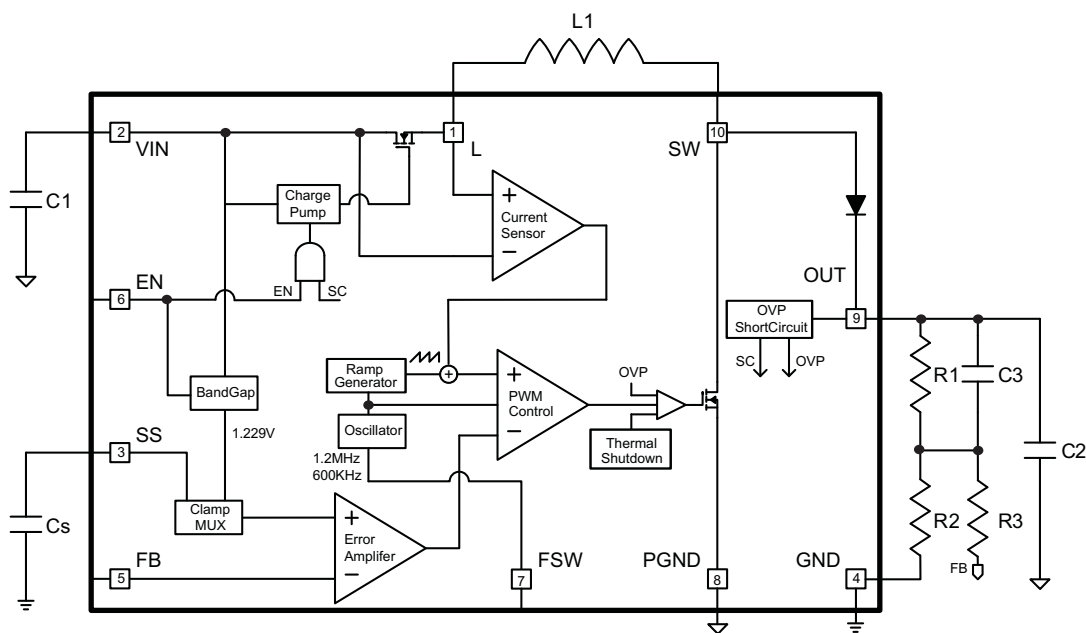 L1
2
VIN
1
L
10
SW
C1
Charge
Pump
+
Current
Sensor
−
EN
6
EN
SC
OUT
9
OVP
ShortCircuit
SC
OVP
Ramp
Generator
+
+
PWM
Control
−
OVP
Thermal
Shutdown
R1
C3
C2
BandGap
1.229V
Oscillator
1.2MHz
600KHz
SS
3
Clamp
MUX
+
Error
Amplifer
−
Cs
R2
R3
FB
5
FSW
7
PGND
8
GND
4
FB